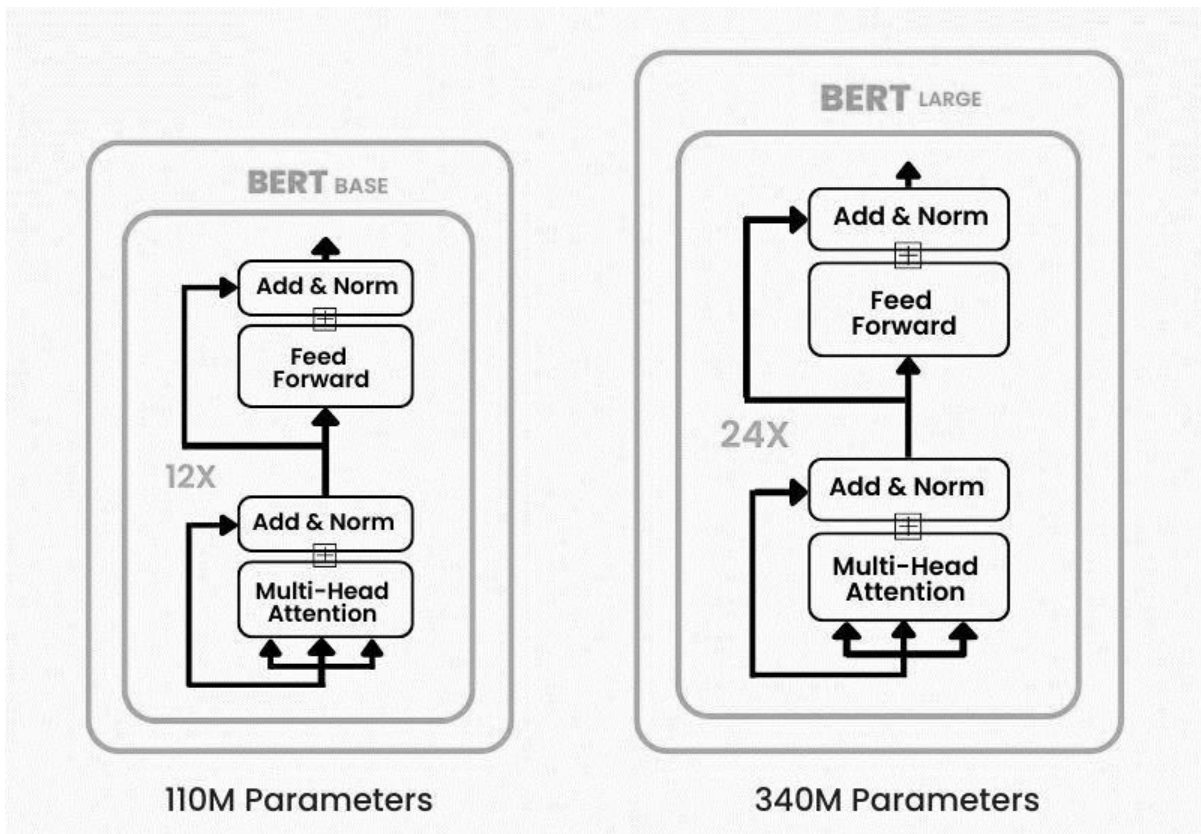 BERT BASE
Add & Norm
Feed
Forward
12X
Add & Norm
Multi-Head
Attention
110M Parameters
BERT LARGE
Add & Norm
Feed
Forward
24X
Add & Norm
Multi-Head
Attention
340M Parameters